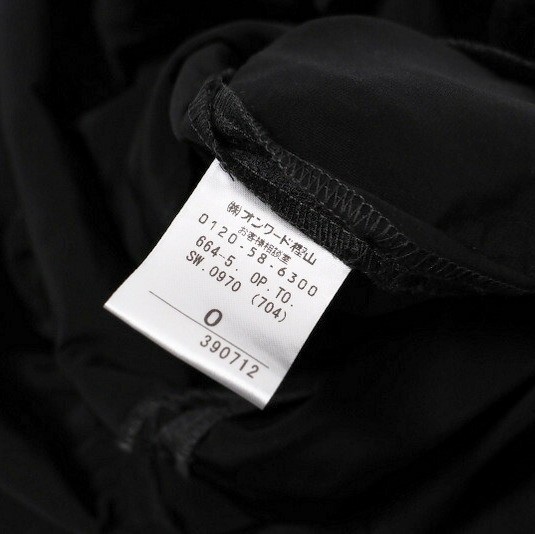 ㈱オンワード樫山
お客様相談室
0120-58-6300
664-5. OP.TO.
SW.0970 (704)
0
390712